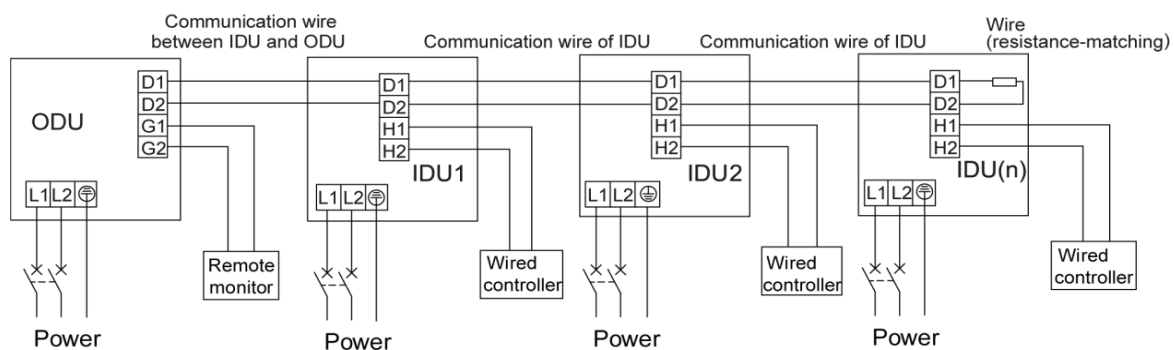 Communication wire
between IDU and ODU
Communication wire of IDU
Communication wire of IDU
Wire
(resistance-matching)
ODU
D1
D2
G1
G2
L1 L2
Remote
monitor
Power
D1
D2
H1
H2
IDU1
L1 L2
Wired
controller
Power
D1
D2
H1
H2
IDU2
L1 L2
Wired
controller
Power
D1
D2
H1
H2
IDU(n)
L1 L2
Wired
controller
Power